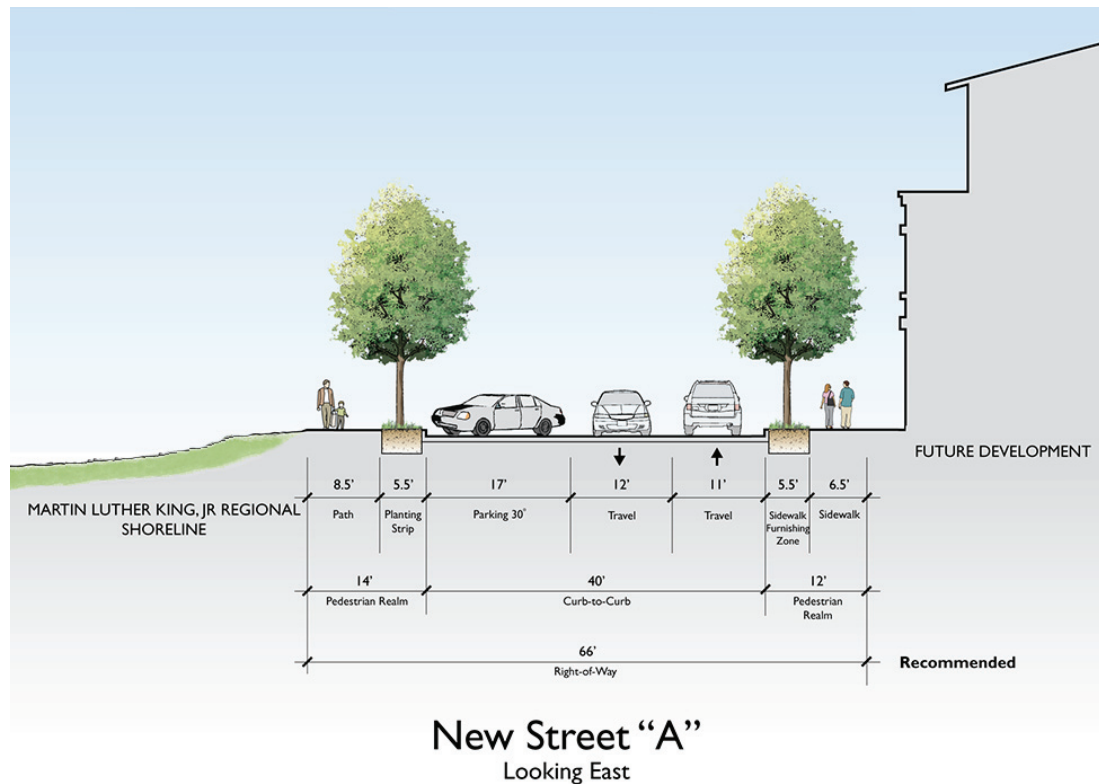 FUTURE DEVELOPMENT
MARTIN LUTHER KING, JR REGIONAL
SHORELINE
8.5' 5.5' 17' 12' 11' 5.5' 6.5'
Path Planting Parking 30° Travel Travel Sidewalk Sidewalk
Strip Furnishing
Zone
14' 40' 12'
Pedestrian Realm Curb-to-Curb Pedestrian
Realm
66'
Right-of-Way
Recommended
New Street “A”
Looking East